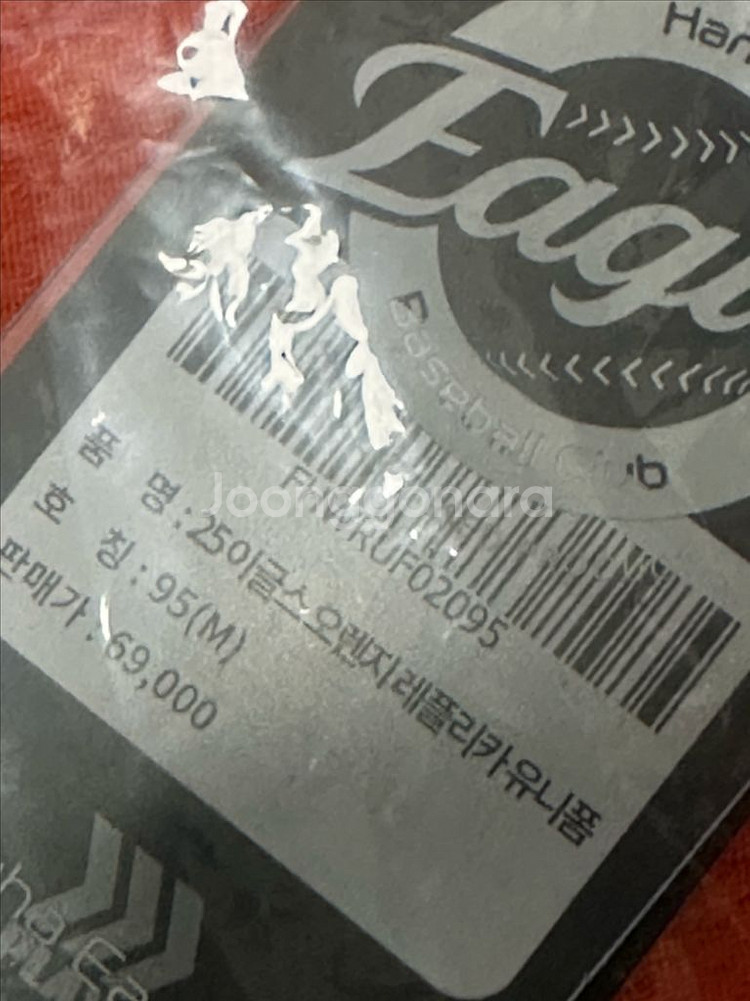 Han
Eagl
Baseball Club
Joonggonara
품 명 : 25이글스오렌지레플리카유니폼
호 칭 : 95(M)
판매가 : 69,000